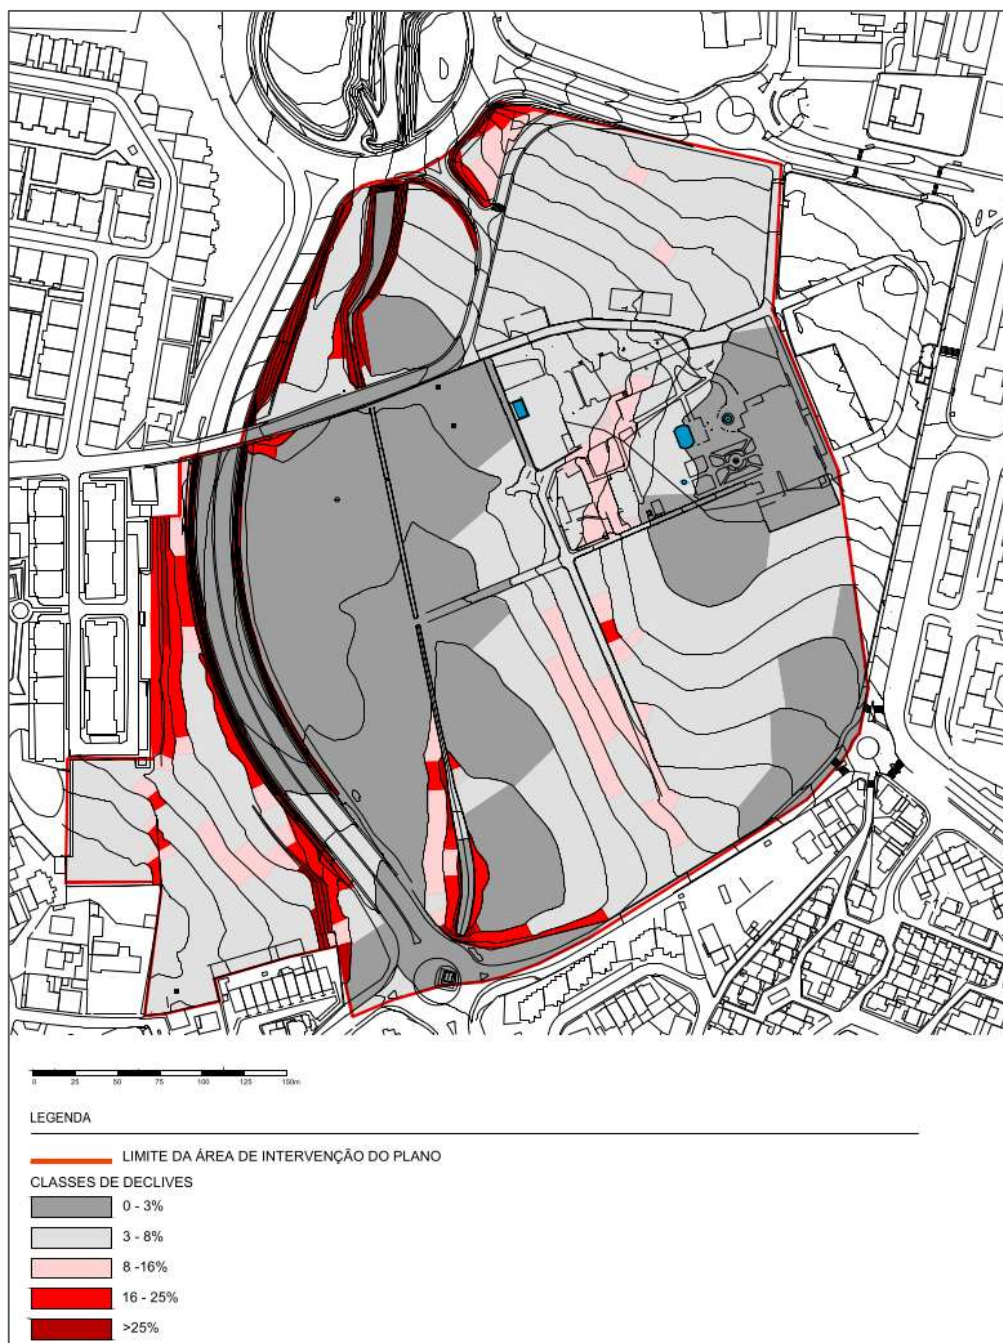 0 25 50 75 100 125 150m
LEGENDA
LIMITE DA ÁREA DE INTERVENÇÃO DO PLANO
CLASSES DE DECLIVES
0 - 3%
3 - 8%
8 -16%
16 - 25%
>25%